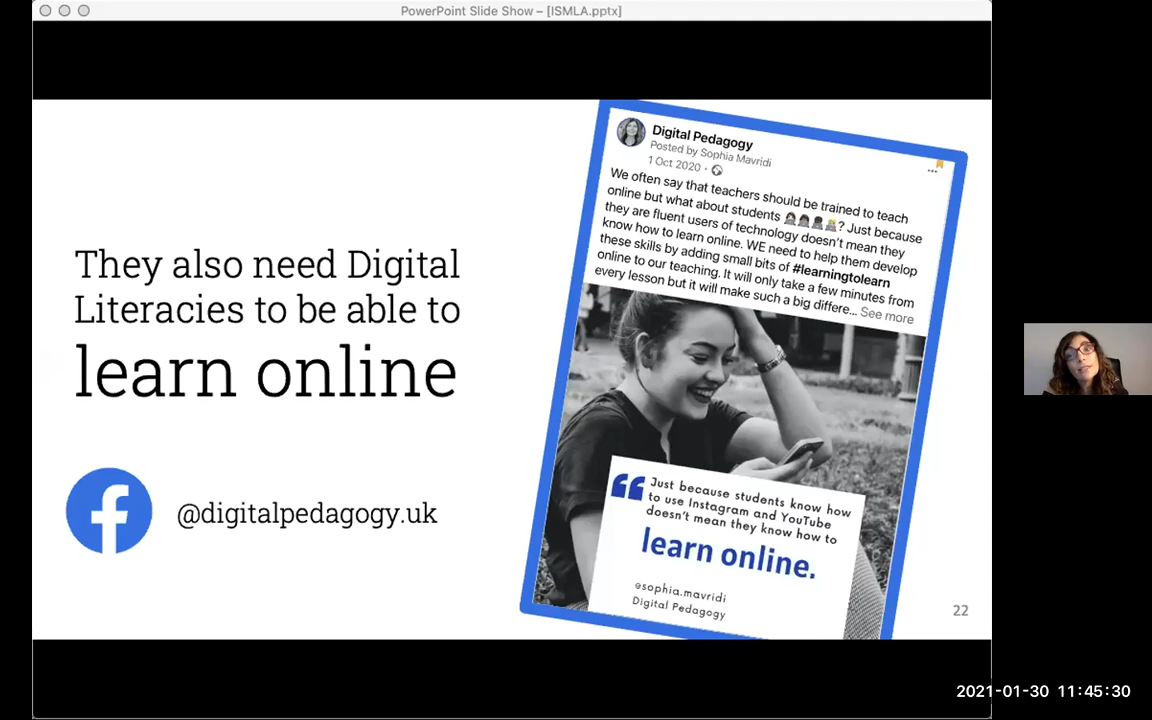 PowerPoint Slide Show – [ISMLA.pptx]
They also need Digital
Literacies to be able to
learn online
@digitalpedagogy.uk
Digital Pedagogy
Posted by Sophia Mavridi
1 Oct 2020 ·
We often say that teachers should be trained to teach
online but what about students ? Just because
they are fluent users of technology doesn't mean they
know how to learn online. WE need to help them develop
these skills by adding small bits of #learningtolearn
online to our teaching. It will only take a few minutes from
every lesson but it will make such a big differe... See more
“ Just because students know how
to use Instagram and YouTube
doesn't mean they know how to
learn online.
@sophia.mavridi
Digital Pedagogy
22
2021-01-30 11:45:30